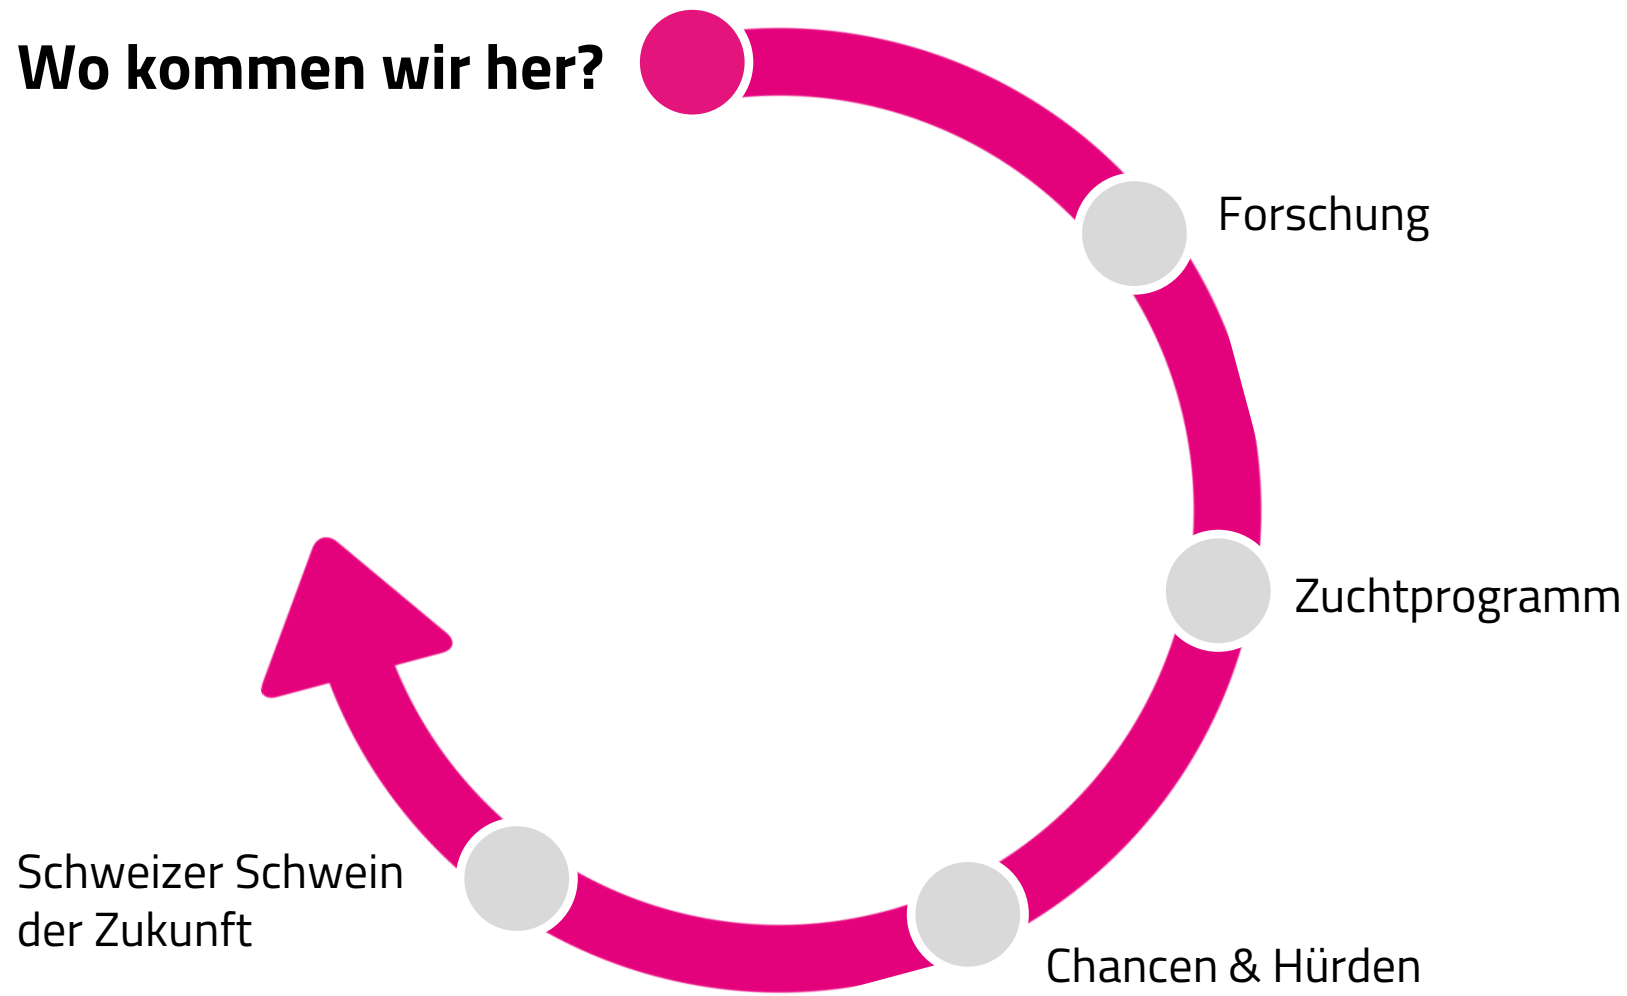 Wo kommen wir her?
Forschung
Zuchtprogramm
Chancen & Hürden
Schweizer Schwein
der Zukunft